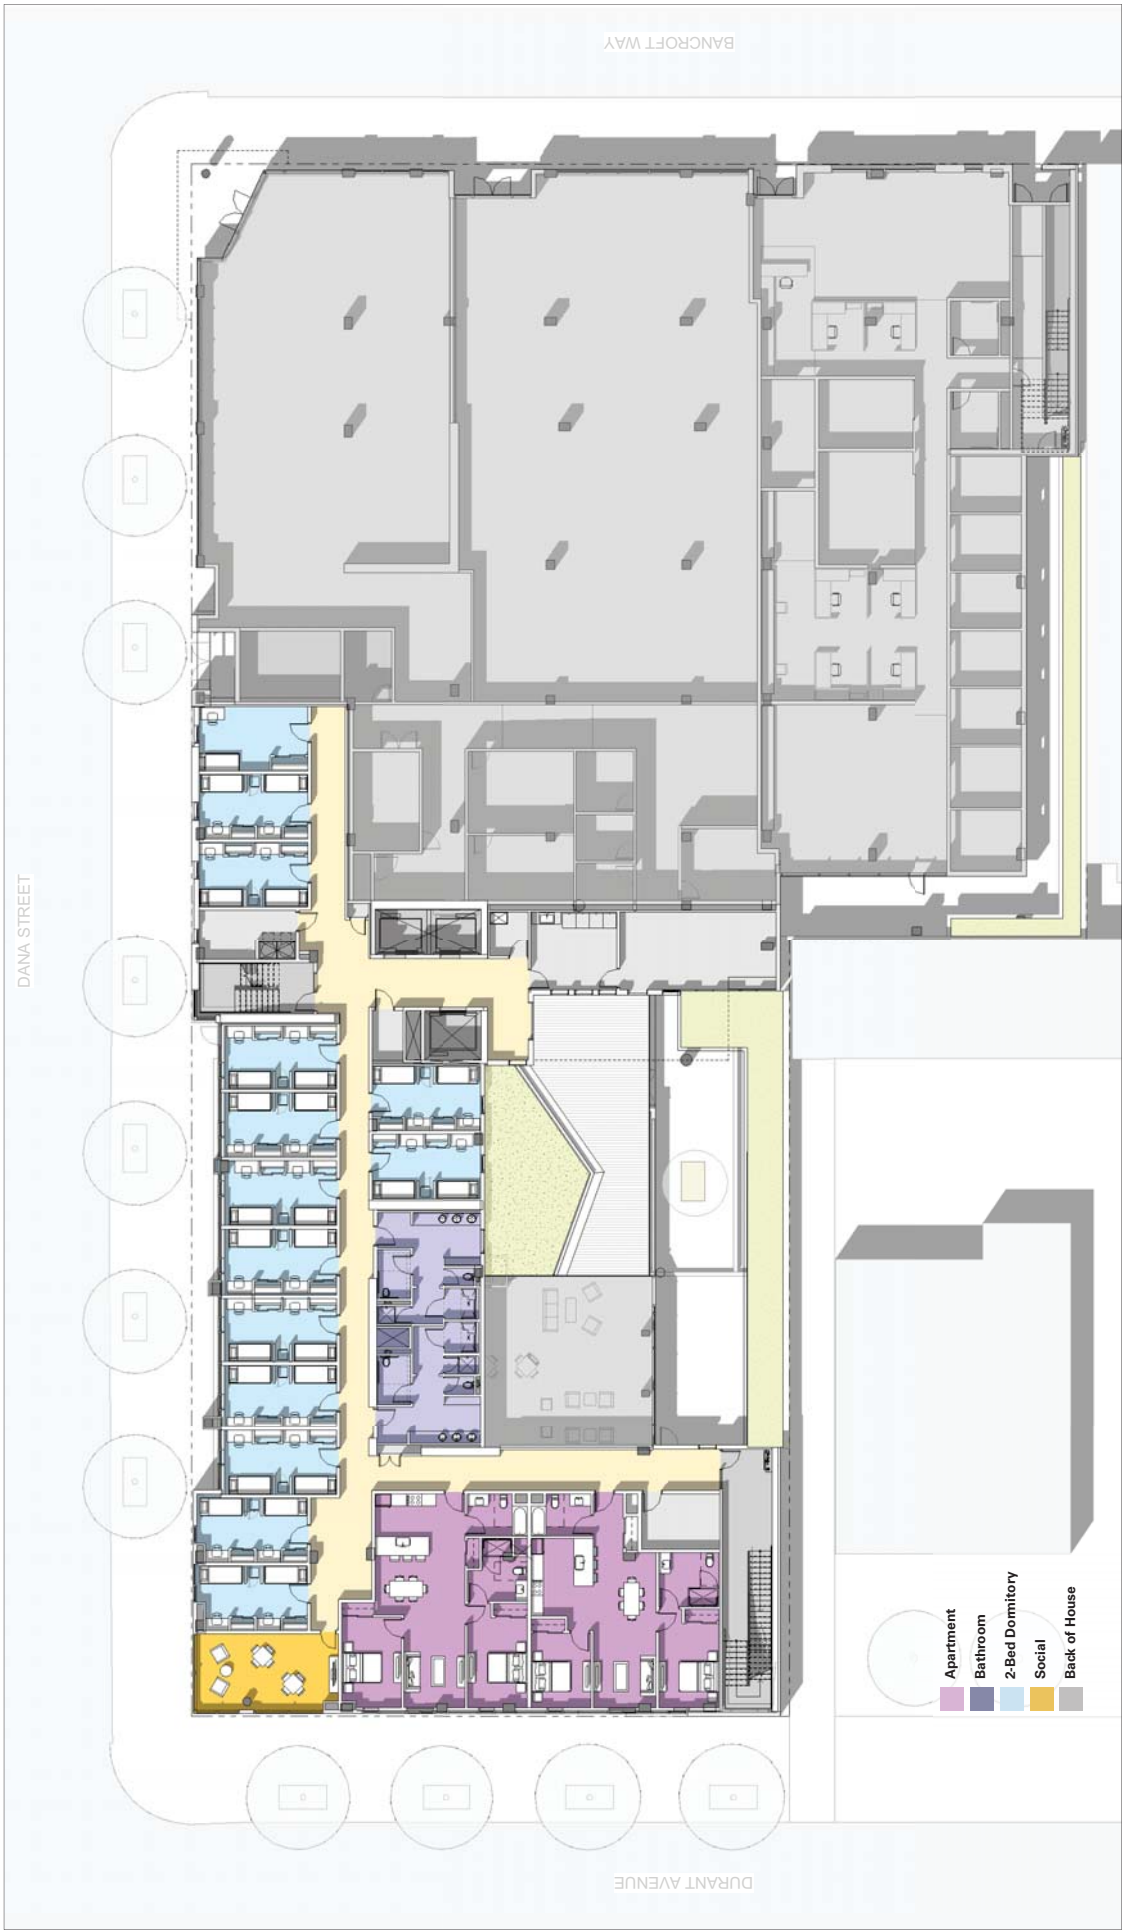 BANCROFT WAY
DANA STREET
DURANT AVENUE
Apartment
Bathroom
2-Bed Dormitory
Social
Back of House